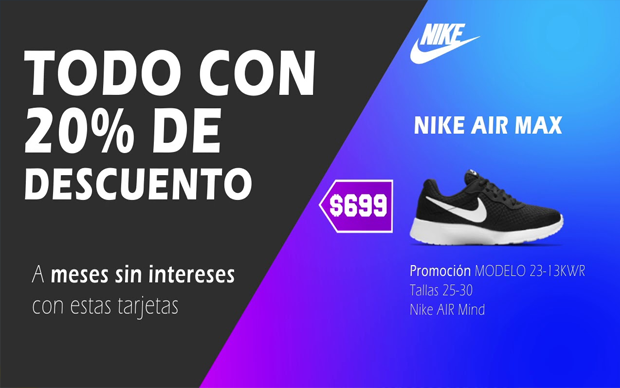 TODO CON
20% DE
DESCUENTO
A meses sin intereses
con estas tarjetas
NIKE
NIKE AIR MAX
$699
Promoción MODELO 23-13KWR
Tallas 25-30
Nike AIR Mind